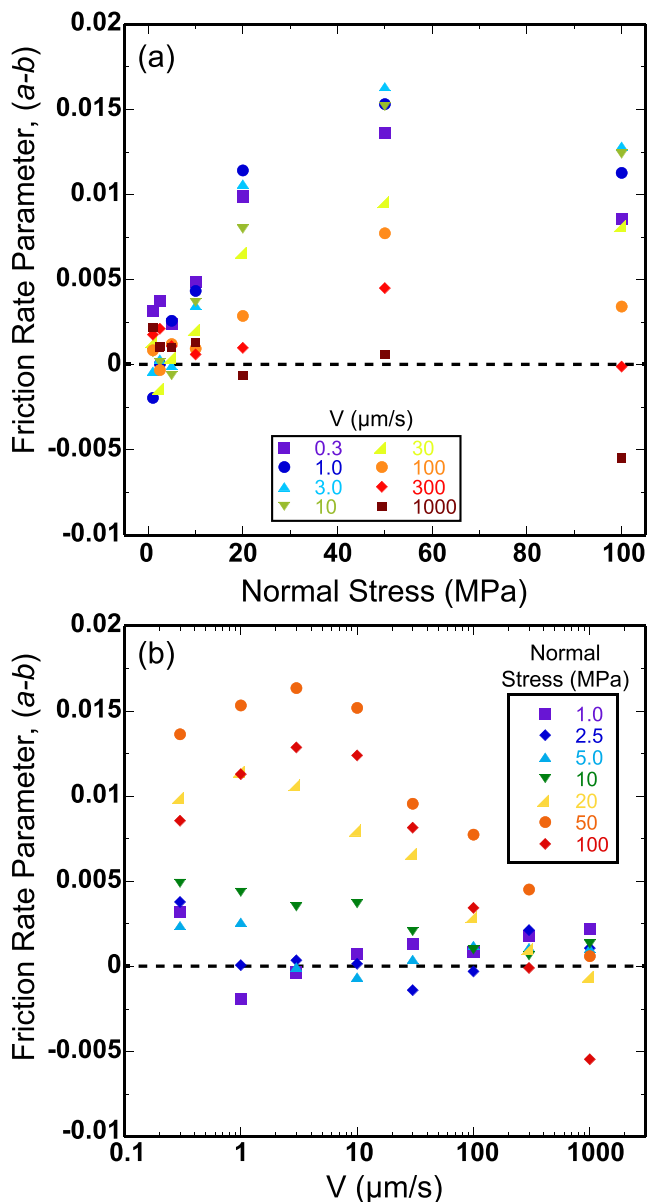 0.02
(a)
0.015
0.01
0.005
0
-0.005
-0.01
Friction Rate Parameter, (a-b)
V (µm/s)
0.3 30
1.0 100
3.0 300
10 1000
0 20 40 60 80 100
Normal Stress (MPa)
0.02
(b)
Normal
Stress (MPa)
1.0
2.5
5.0
10
20
50
100
0.015
0.01
0.005
0
-0.005
-0.01
Friction Rate Parameter, (a-b)
0.1 1 10 100 1000
V (µm/s)